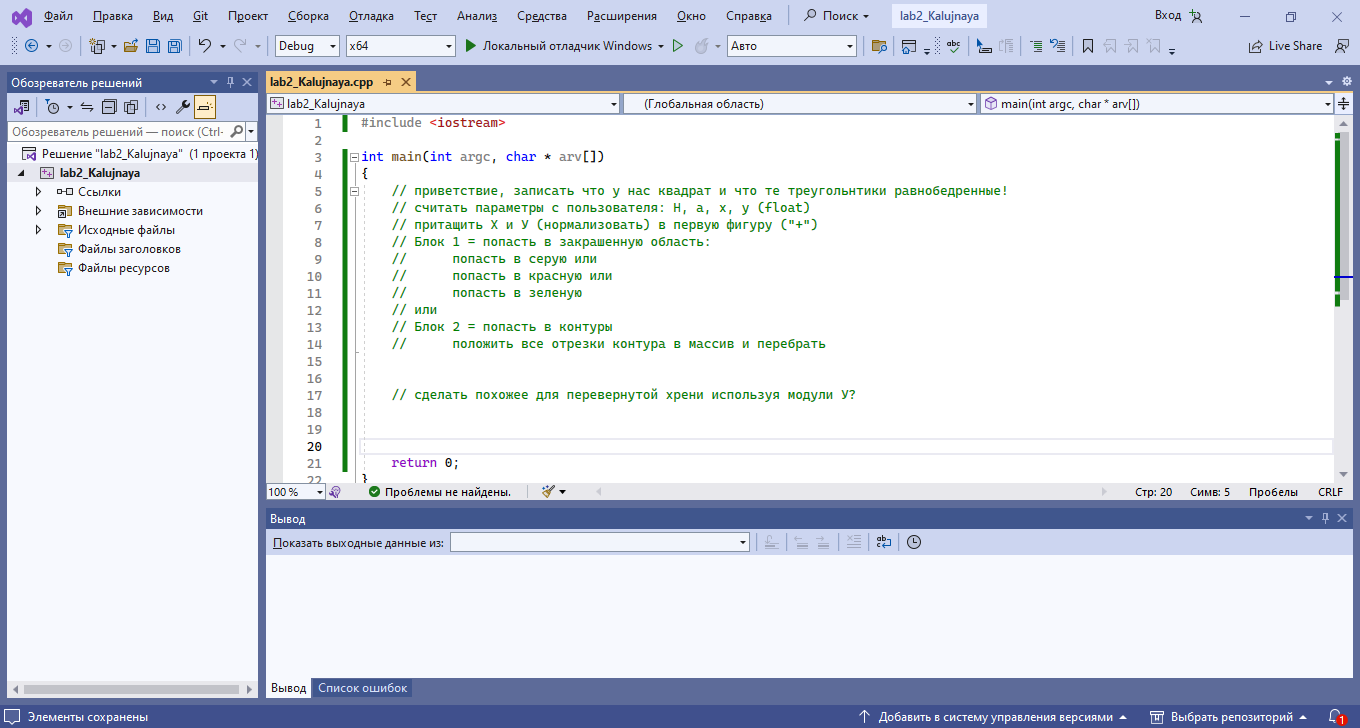 Файл Правка Вид Git Проект Сборка Отладка Тест Анализ Средства Расширения Окно Справка Поиск lab2_Kalujnaya Вход
Debug x64 Локальный отладчик Windows Авто Live Share
Обозреватель решений
Обозреватель решений — поиск (Ctrl-
Решение "lab2_Kalujnaya" (1 проекта 1)
lab2_Kalujnaya
Ссылки
Внешние зависимости
Исходные файлы
Файлы заголовков
Файлы ресурсов
lab2_Kalujnaya.cpp
lab2_Kalujnaya (Глобальная область) main(int argc, char * arv[])
1 #include <iostream>
2
3 int main(int argc, char * arv[])
4 {
5 // приветствие, записать что у нас квадрат и что те треуголньтики равнобедренные!
6 // считать параметры с пользователя: H, a, x, y (float)
7 // притащить X и У (нормализовать) в первую фигуру ("+")
8 // Блок 1 = попасть в закрашенную область:
9 // попасть в серую или
10 // попасть в красную или
11 // попасть в зеленую
12 // или
13 // Блок 2 = попасть в контуры
14 // положить все отрезки контура в массив и перебрать
15
16
17 // сделать похожее для перевернутой хрени используя модули У?
18
19
20
21 return 0;
22 }
100 % Проблемы не найдены. Стр: 20 Симв: 5 Пробелы CRLF
Вывод
Показать выходные данные из:
Вывод Список ошибок
Элементы сохранены Добавить в систему управления версиями Выбрать репозиторий 1